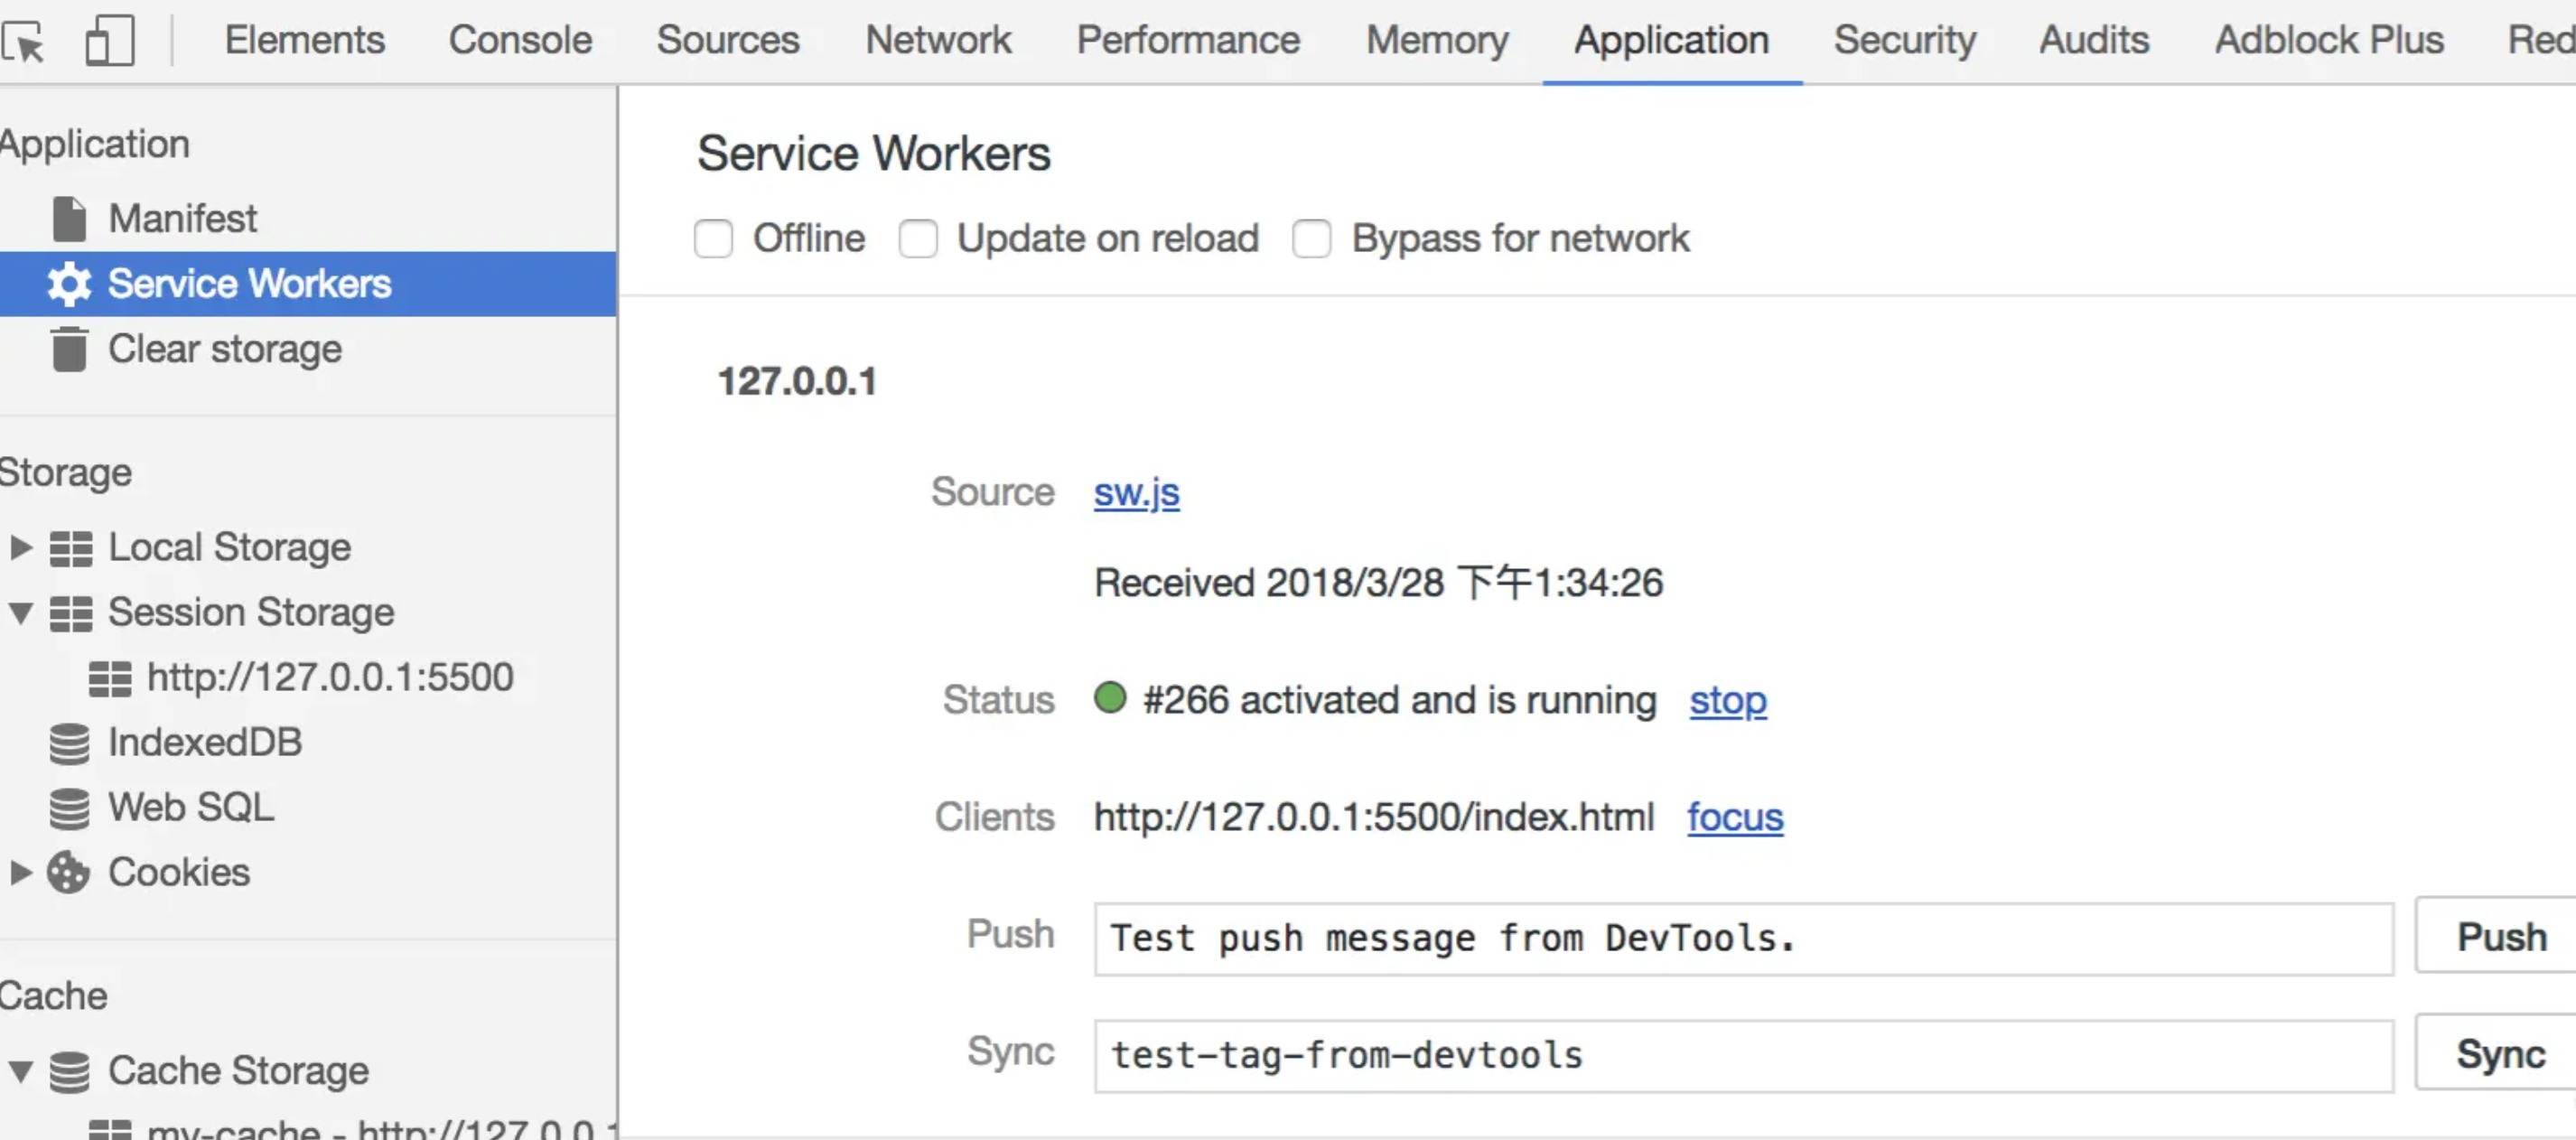 Elements Console Sources Network Performance Memory Application Security Audits Adblock Plus
Application
Manifest
Service Workers
Clear storage
Storage
Local Storage
Session Storage
http://127.0.0.1:5500
IndexedDB
Web SQL
Cookies
Cache
Cache Storage
my-cache - http://127.0.0.1
Service Workers
Offline Update on reload Bypass for network
127.0.0.1
Source sw.js
Received 2018/3/28 下午1:34:26
Status #266 activated and is running stop
Clients http://127.0.0.1:5500/index.html focus
Push Test push message from DevTools. Push
Sync test-tag-from-devtools Sync